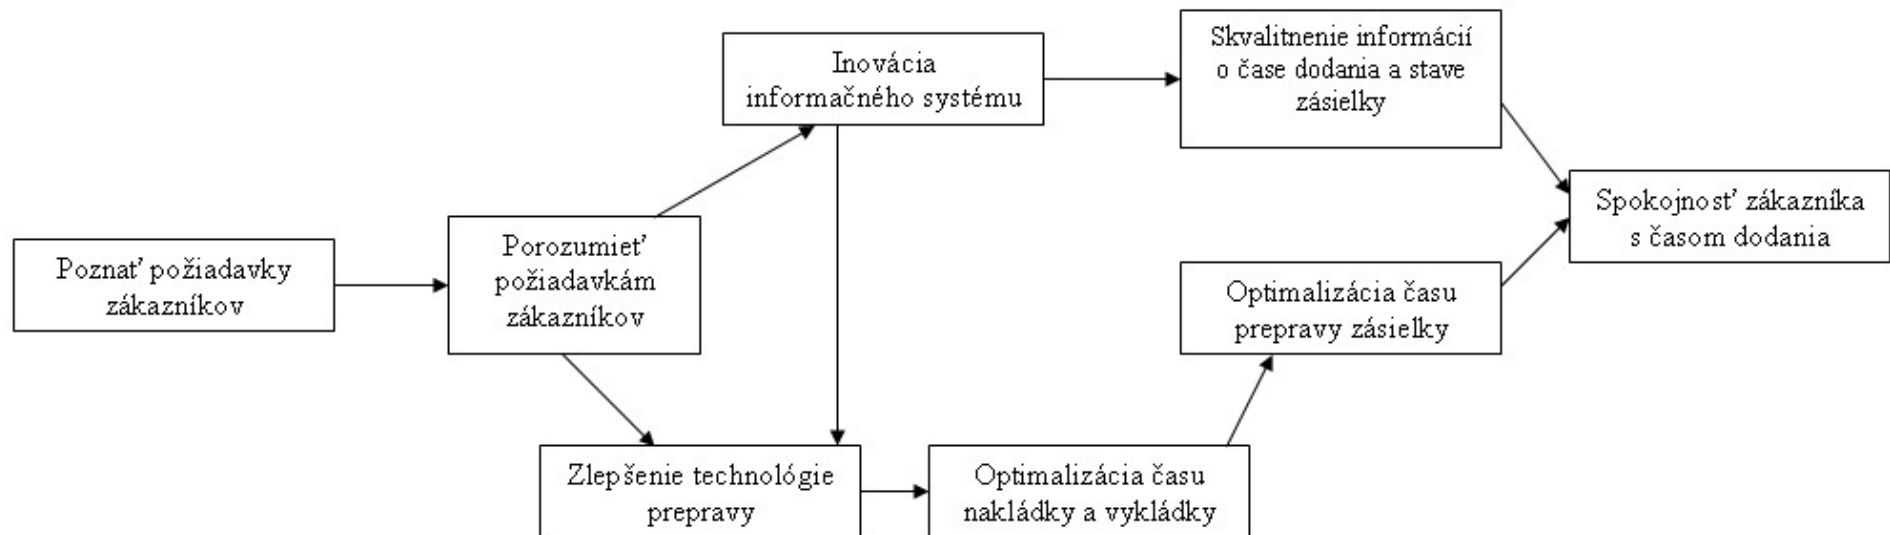 Poznať požiadavky
zákazníkov
Porozumieť
požiadavkám
zákazníkov
Inovácia
informačného systému
Zlepšenie technológie
prepravy
Optimalizácia času
nakládky a vykládky
Skvalitnenie informácií
o čase dodania a stave
zásielky
Optimalizácia času
prepravy zásielky
Spokojnosť zákazníka
s časom dodania